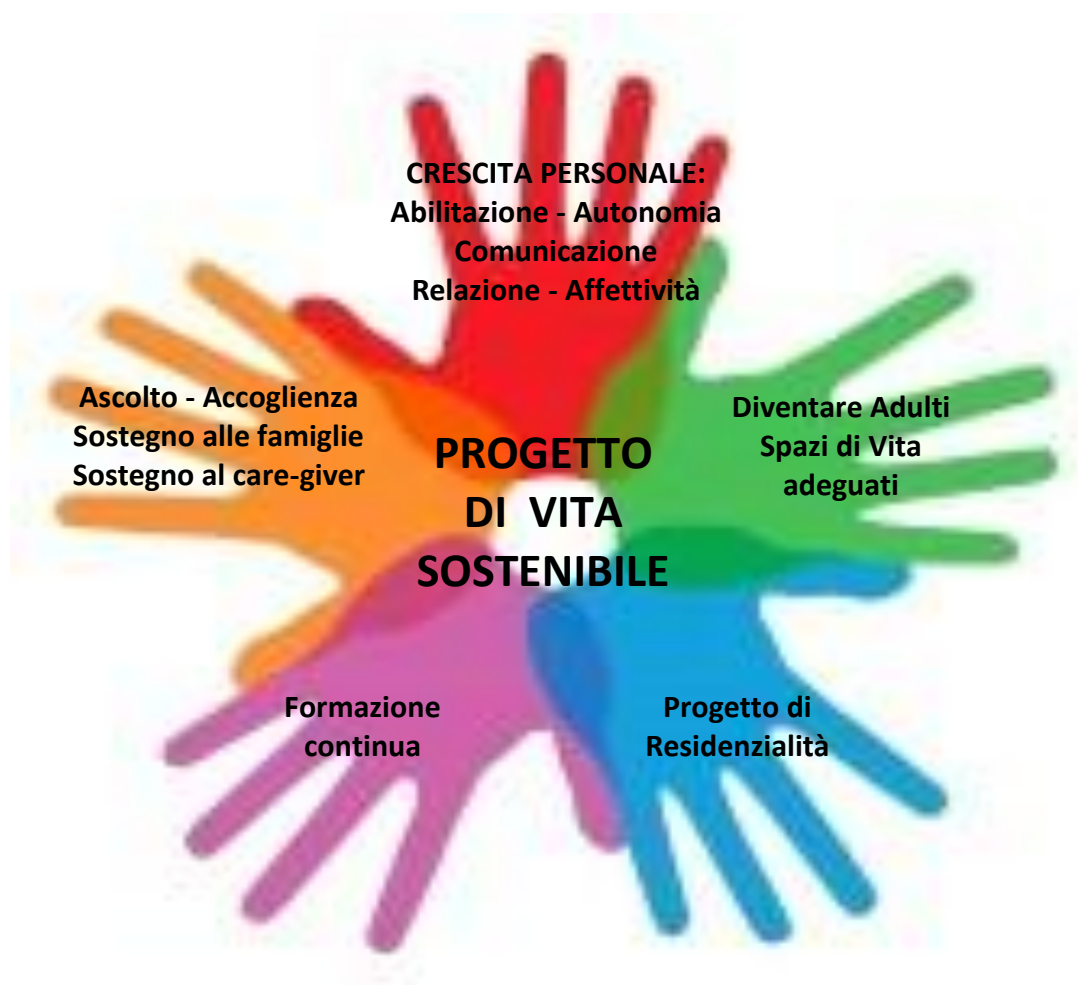 CRESCITA PERSONALE:
Abilitazione - Autonomia
Comunicazione
Relazione - Affettività
Ascolto - Accoglienza
Sostegno alle famiglie
Sostegno al care-giver
PROGETTO
DI VITA
SOSTENIBILE
Diventare Adulti
Spazi di Vita
adeguati
Formazione
continua
Progetto di
Residenzialità